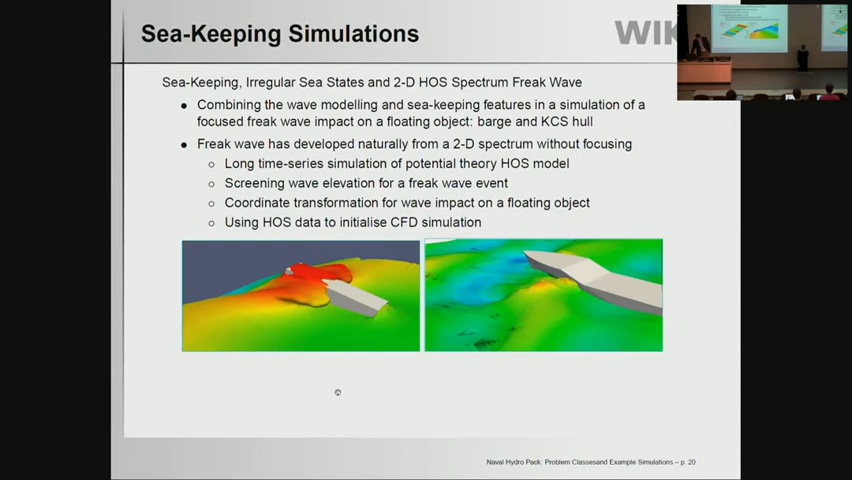 Sea-Keeping Simulations
WIK
Sea-Keeping, Irregular Sea States and 2-D HOS Spectrum Freak Wave
Combining the wave modelling and sea-keeping features in a simulation of a
focused freak wave impact on a floating object: barge and KCS hull
Freak wave has developed naturally from a 2-D spectrum without focusing
Long time-series simulation of potential theory HOS model
Screening wave elevation for a freak wave event
Coordinate transformation for wave impact on a floating object
Using HOS data to initialise CFD simulation
Naval Hydro Pack: Problem Classesand Example Simulations – p. 20